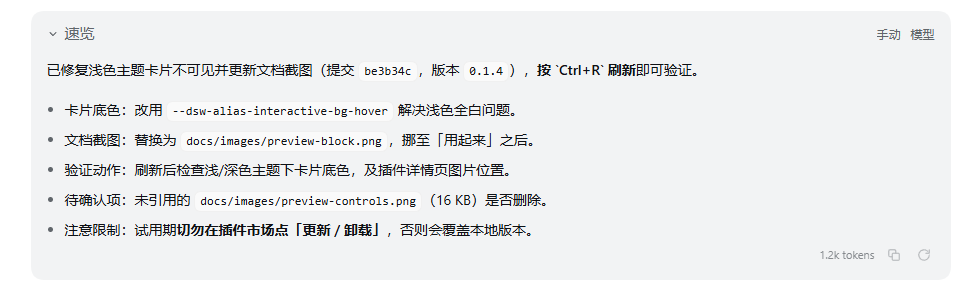 速览
手动 模型
已修复浅色主题卡片不可见并更新文档截图（提交 be3b34c，版本 0.1.4），按 `Ctrl+R` 刷新即可验证。
• 卡片底色：改用 --dsw-alias-interactive-bg-hover 解决浅色全白问题。
• 文档截图：替换为 docs/images/preview-block.png，挪至「用起来」之后。
• 验证动作：刷新后检查浅/深色主题下卡片底色，及插件详情页图片位置。
• 待确认项：未引用的 docs/images/preview-controls.png（16 KB）是否删除。
• 注意限制：试用期切勿在插件市场点「更新 / 卸载」，否则会覆盖本地版本。
1.2k tokens